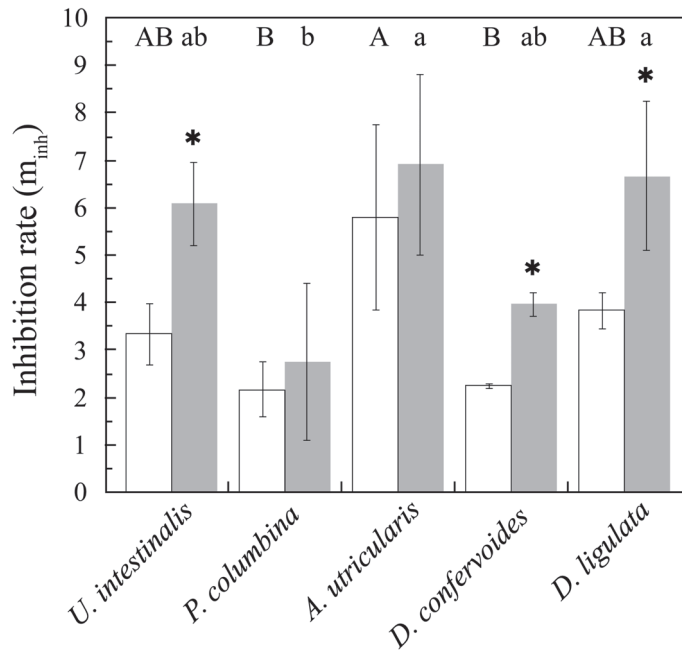 10
9
8
7
6
5
4
3
2
1
0
Inhibition rate (m_inh)
AB ab B b A a B ab AB a
* * *
U. intestinalis
P. columbina
A. utricularis
D. confervoides
D. ligulata